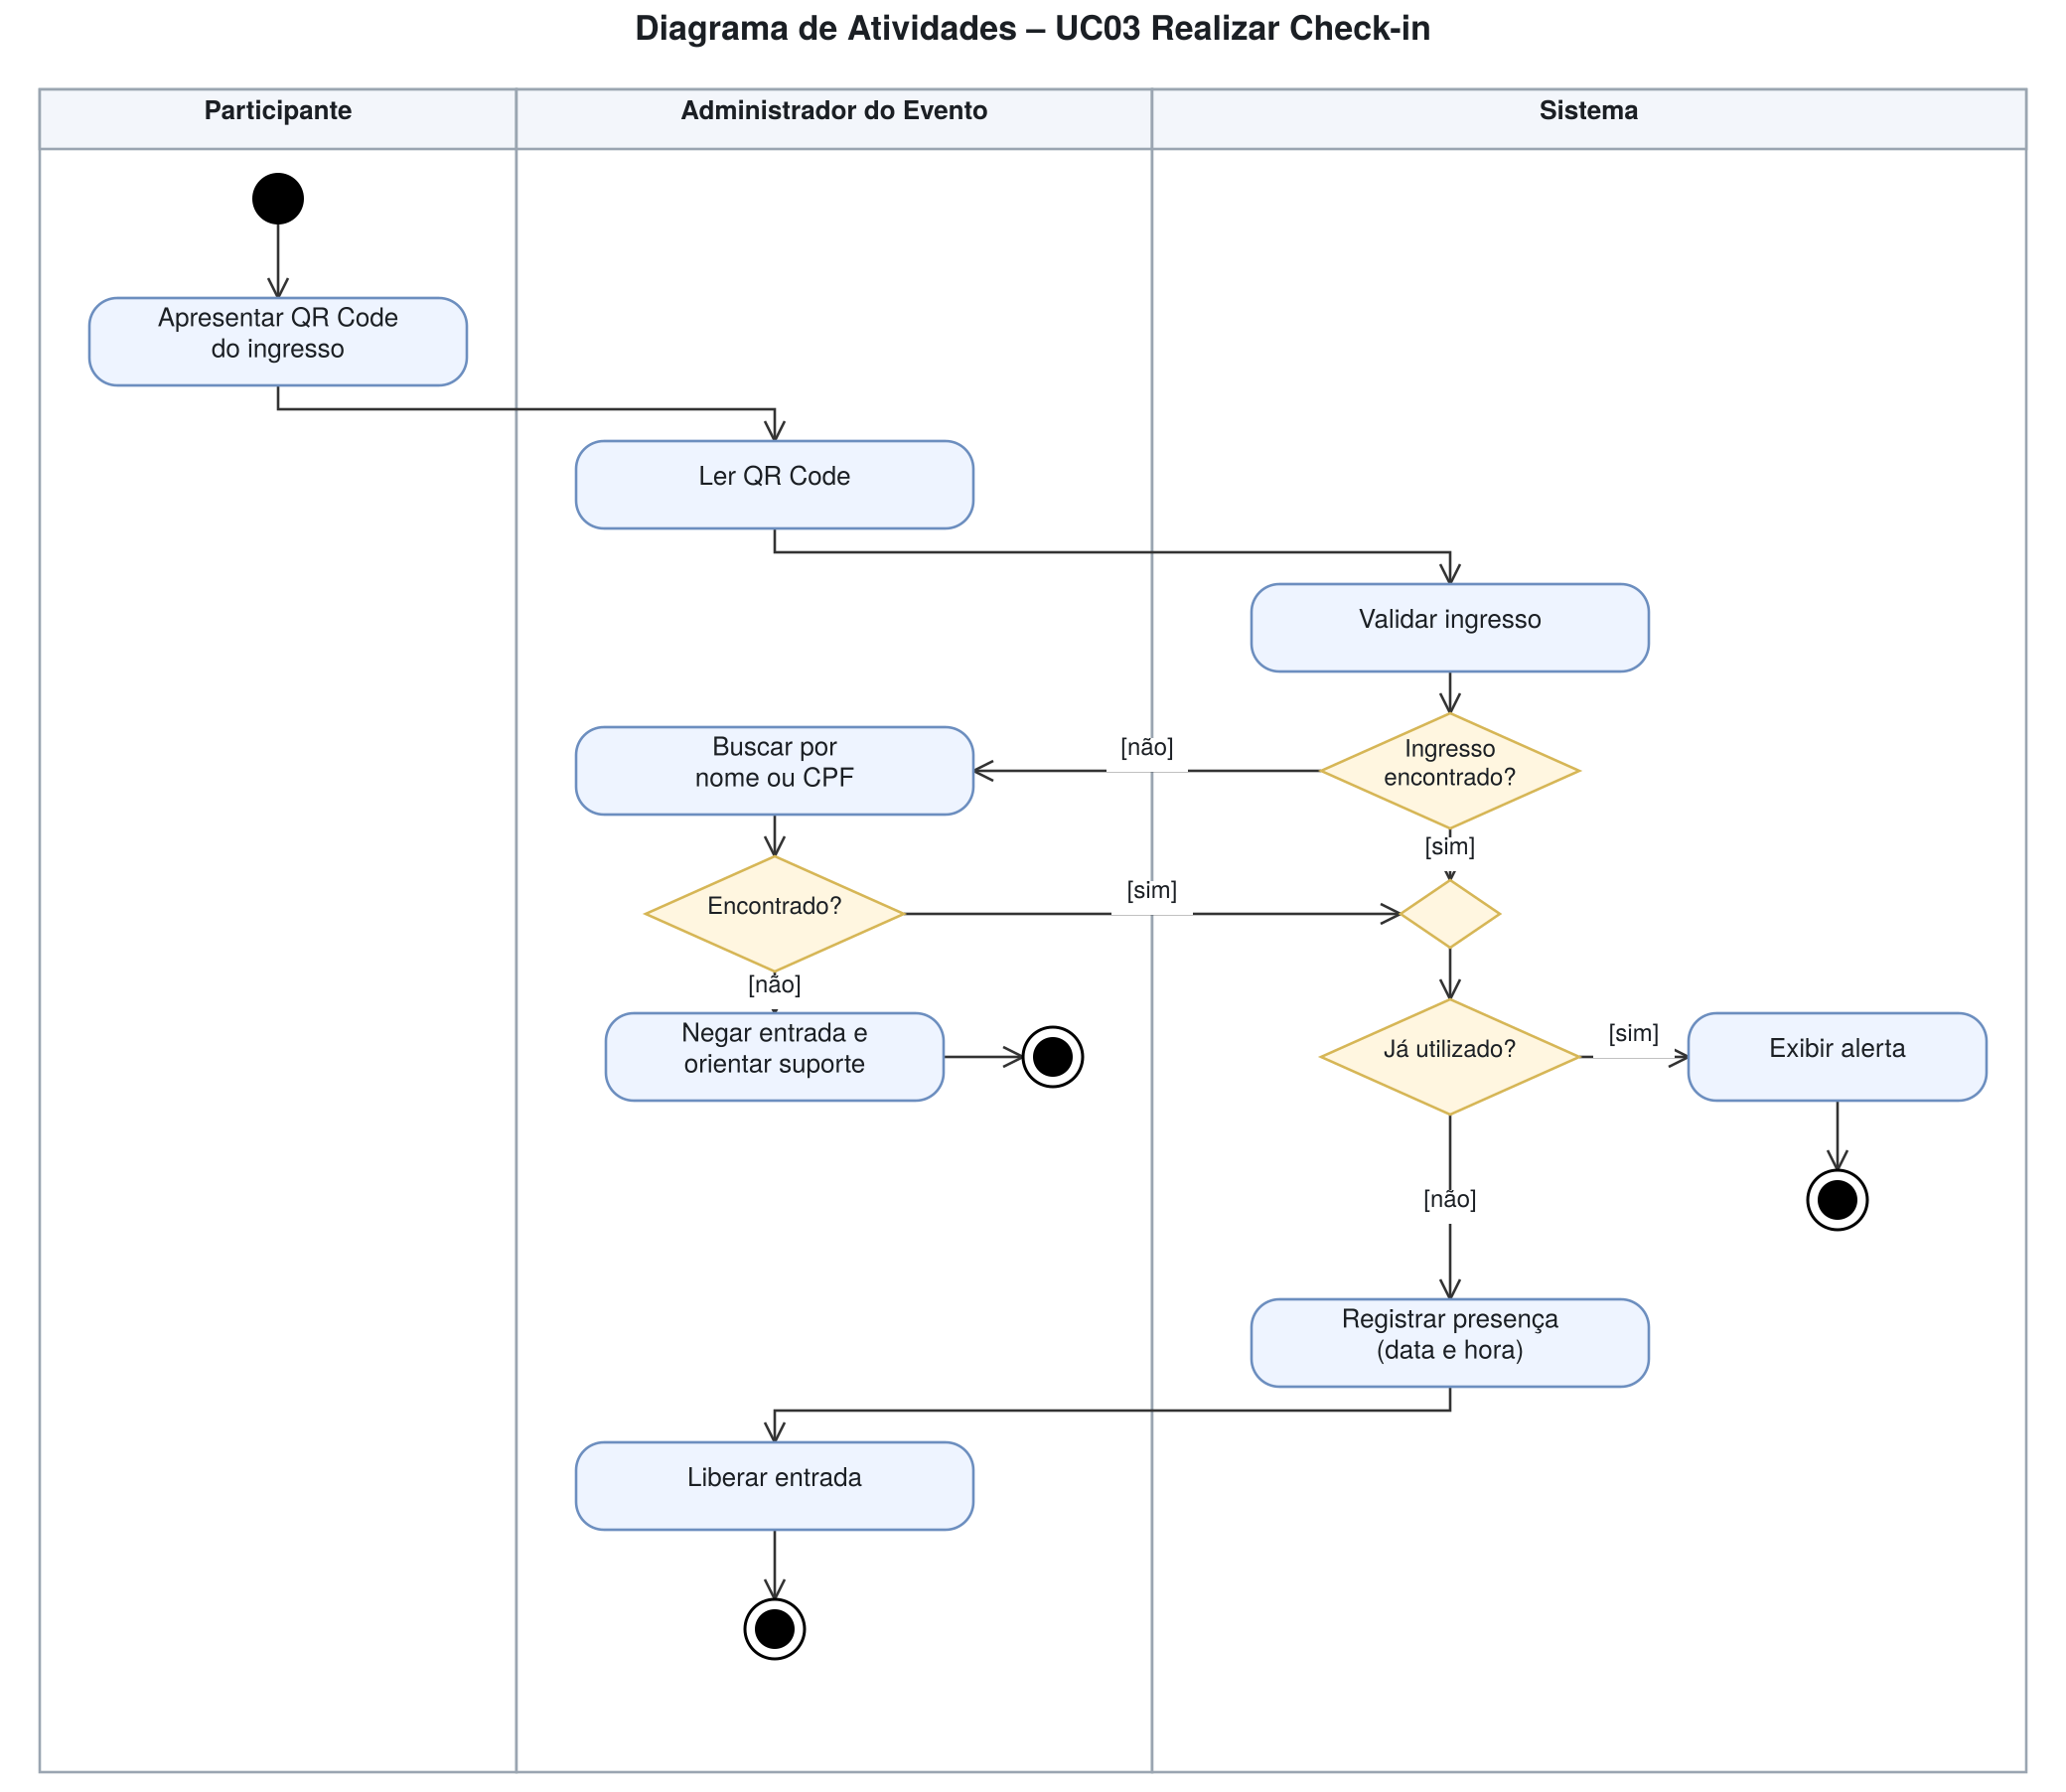 Diagrama de Atividades – UC03 Realizar Check-in
Participante
Administrador do Evento
Sistema
Apresentar QR Code
do ingresso
Ler QR Code
Validar ingresso
Buscar por
nome ou CPF
[não]
Ingresso
encontrado?
[sim]
Encontrado?
[sim]
[não]
Negar entrada e
orientar suporte
Já utilizado?
[sim]
Exibir alerta
[não]
Registrar presença
(data e hora)
Liberar entrada